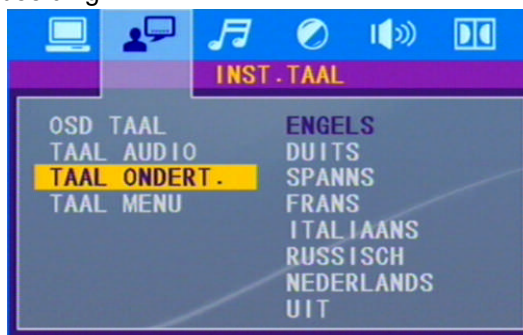 INST.TAAL
OSD TAAL
TAAL AUDIO
TAAL ONDERT.
TAAL MENU
ENGELS
DUITS
SPANNS
FRANS
ITALIAANS
RUSSISCH
NEDERLANDS
UIT